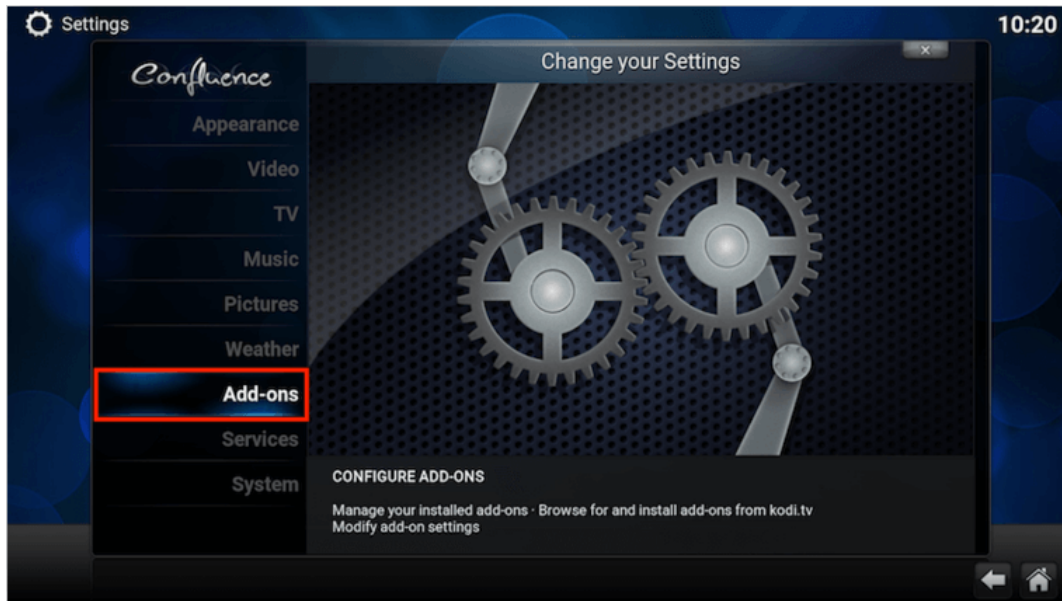 Settings
10:20
Confluence
Change your Settings
Appearance
Video
TV
Music
Pictures
Weather
Add-ons
Services
System
CONFIGURE ADD-ONS
Manage your installed add-ons · Browse for and install add-ons from kodi.tv
Modify add-on settings